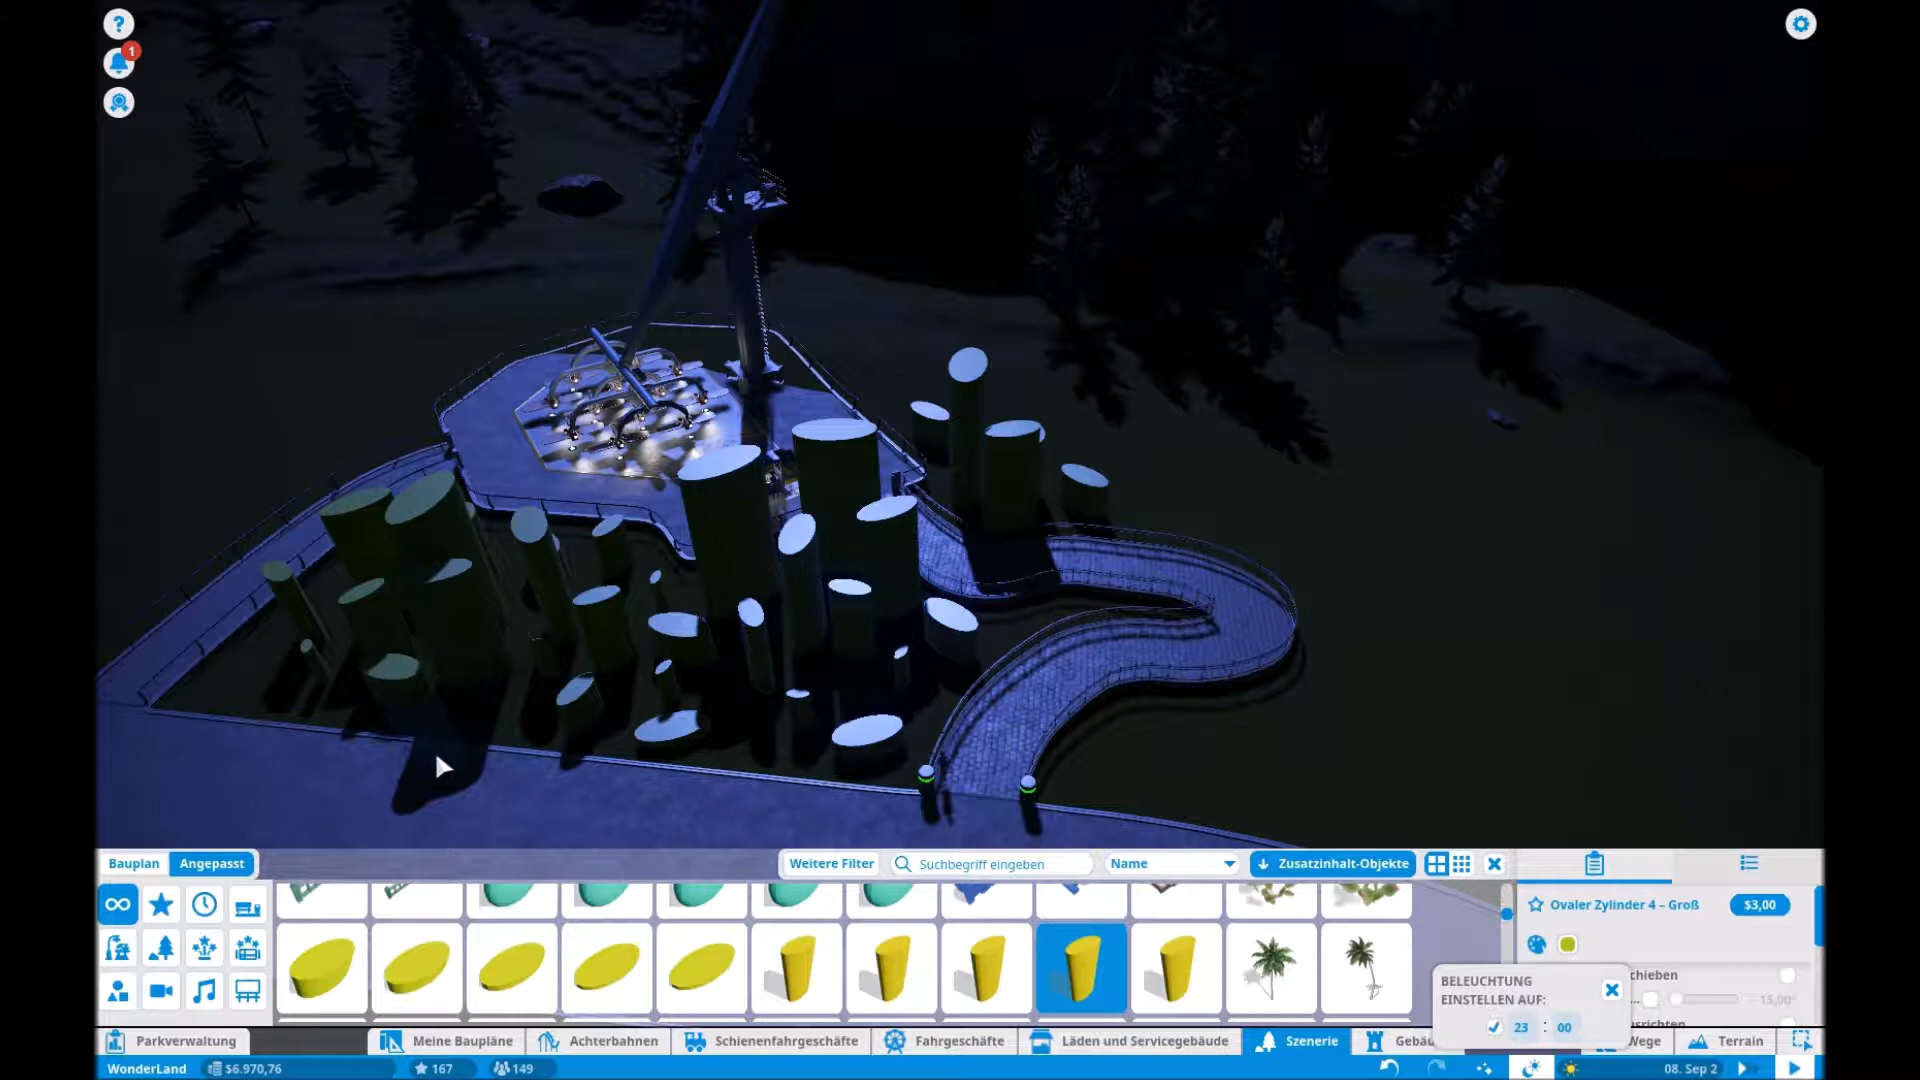 ?
1
Bauplan
Angepasst
Weitere Filter
Suchbegriff eingeben
Name
Zusatzinhalt-Objekte
Ovaler Zylinder 4 – Groß
$3,00
chieben
... 15,00°
BELEUCHTUNG
EINSTELLEN AUF:
23 : 00
Parkverwaltung
Meine Baupläne
Achterbahnen
Schienenfahrgeschäfte
Fahrgeschäfte
Läden und Servicegebäude
Szenerie
Gebäu
Wege
Terrain
WonderLand
$6.970,76
167
149
08. Sep 2